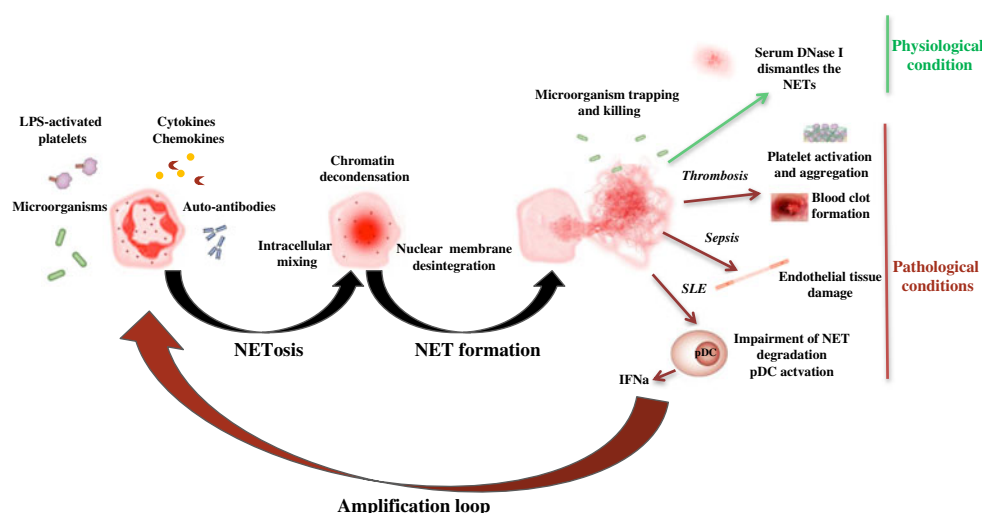 LPS-activated
platelets
Cytokines
Chemokines
Microorganisms
Auto-antibodies
Chromatin
decondensation
Intracellular
mixing
Nuclear membrane
desintegration
NETosis
NET formation
Microorganism trapping
and killing
Serum DNase I
dismantles the
NETs
Physiological
condition
Thrombosis
Platelet activation
and aggregation
Blood clot
formation
Sepsis
Endothelial tissue
damage
Pathological
conditions
SLE
pDC
Impairment of NET
degradation
pDC actvation
IFNa
Amplification loop